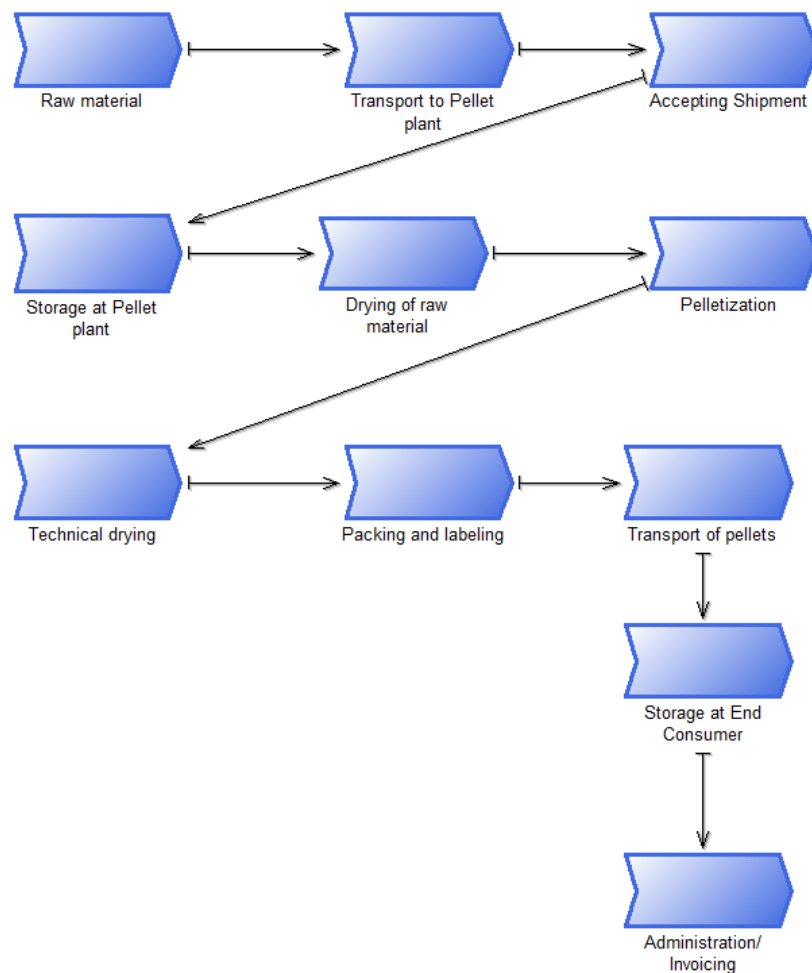 Raw material
Transport to Pellet
plant
Accepting Shipment
Storage at Pellet
plant
Drying of raw
material
Pelletization
Technical drying
Packing and labeling
Transport of pellets
Storage at End
Consumer
Administration/
Invoicing